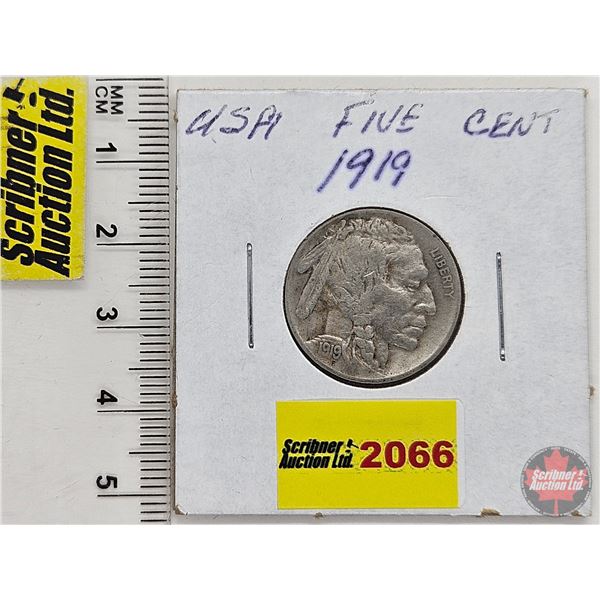 Scribner
Auction Ltd.
MM
CM
1
2
3
4
5
USA FIVE CENT
1919
LIBERTY
1919
F
Scribner
Auction Ltd.
2066
Scribner
Auction Ltd.